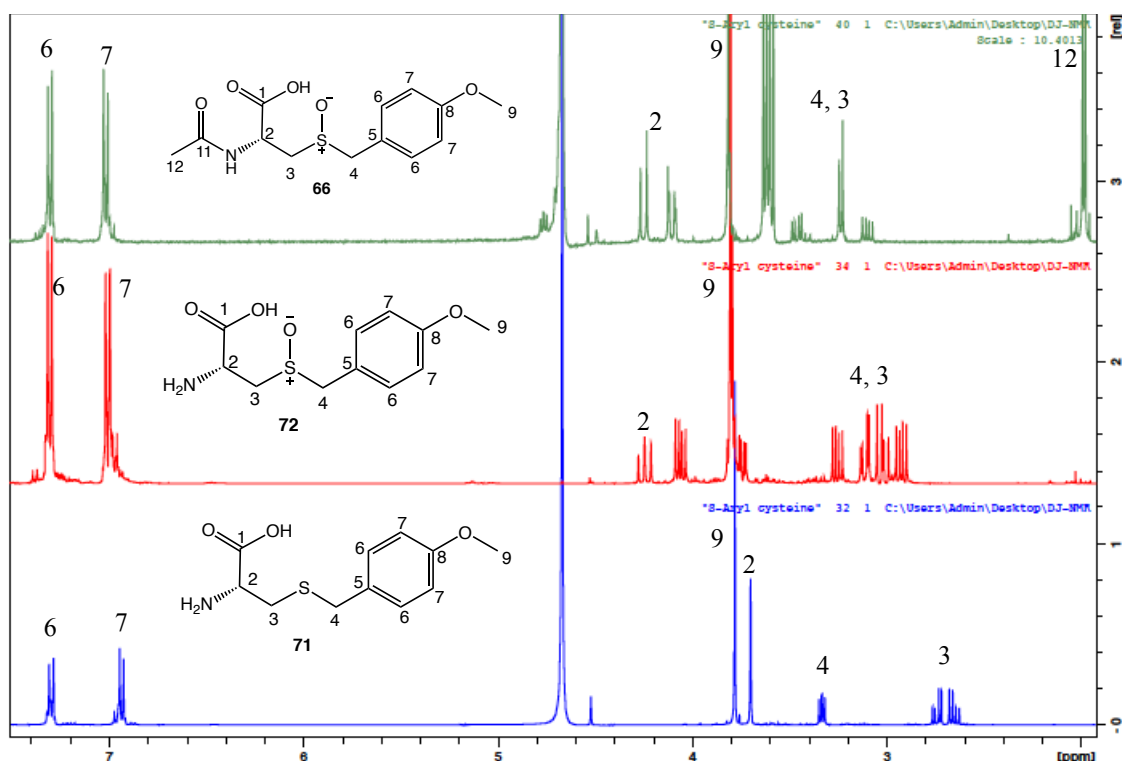 "S-Aryl cysteine" 40 1 C:\Users\Admin\Desktop\DJ-NMR
Scale : 10.4013
[rel]
6
7
9
12
2
4, 3
O
OH
1
O
O⁻
7
O
6
8
9
2
S
+
5
7
11
N
H
12
3
4
6
66
3
"S-Aryl cysteine" 34 1 C:\Users\Admin\Desktop\DJ-NMR
6
7
9
2
4, 3
O
OH
1
O⁻
7
O
6
8
9
2
S
+
5
7
H₂N
3
4
6
72
2
"S-Aryl cysteine" 32 1 C:\Users\Admin\Desktop\DJ-NMR
6
7
9
2
4
3
O
OH
1
7
O
6
8
9
2
S
5
7
H₂N
3
4
6
71
1
0
7
6
5
4
3
[ppm]